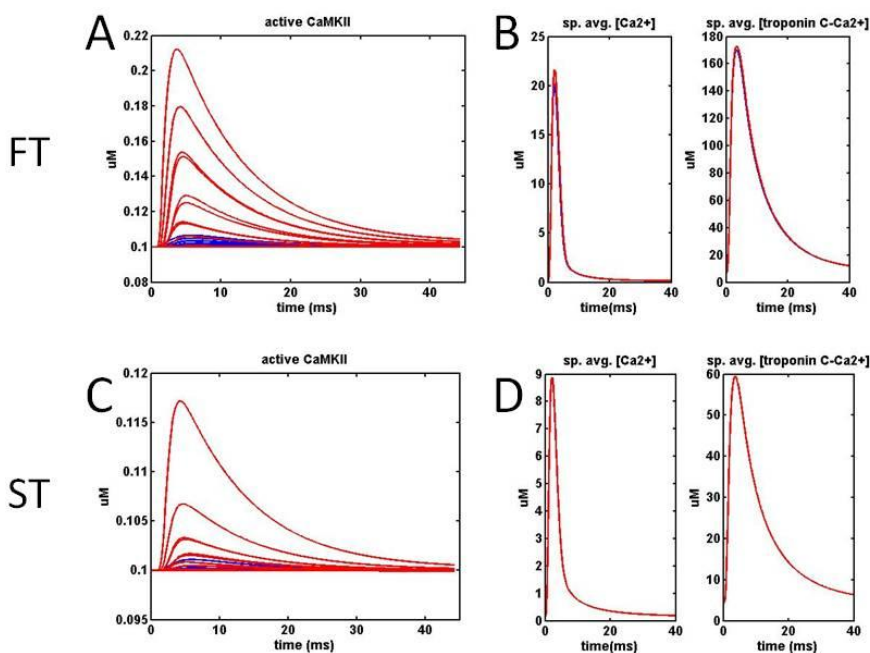 A
active CaMKII
0.22
0.2
0.18
0.16
0.14
0.12
0.1
0.08
uM
0 10 20 30 40
time (ms)
FT
B
sp. avg. [Ca2+]
25
20
15
10
5
0
uM
0 20 40
time(ms)
sp. avg. [troponin C-Ca2+]
180
160
140
120
100
80
60
40
20
0
uM
0 10 20 30 40
time (ms)
C
active CaMKII
0.12
0.115
0.11
0.105
0.1
0.095
uM
0 10 20 30 40
time (ms)
ST
D
sp. avg. [Ca2+]
9
8
7
6
5
4
3
2
1
0
uM
0 20 40
time (ms)
sp. avg. [troponin C-Ca2+]
60
50
40
30
20
10
0
uM
0 10 20 30 40
time (ms)